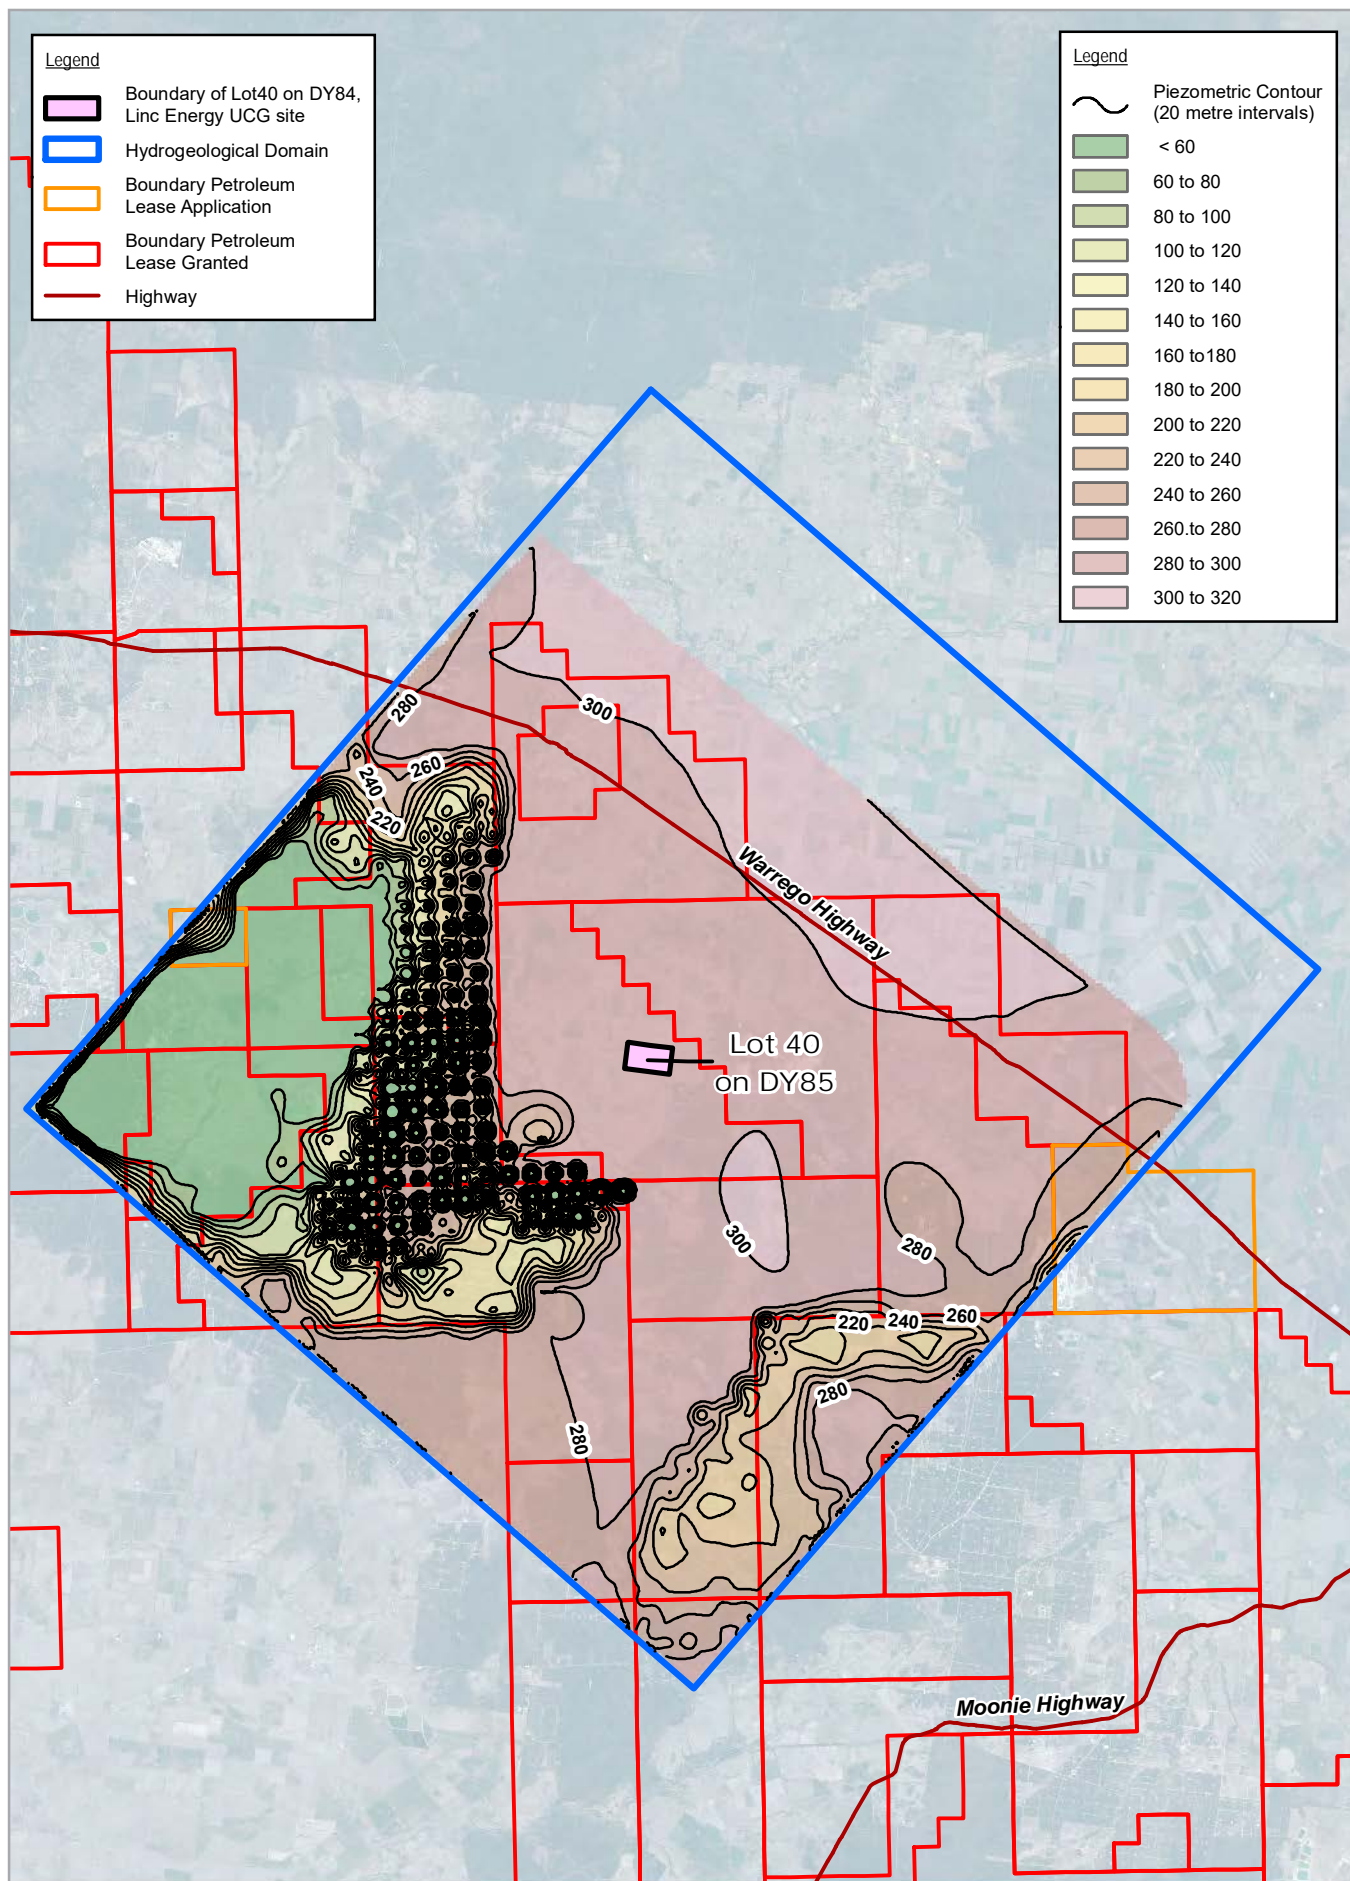 Legend
Boundary of Lot40 on DY84,
Linc Energy UCG site
Hydrogeological Domain
Boundary Petroleum
Lease Application
Boundary Petroleum
Lease Granted
Highway
Legend
Piezometric Contour
(20 metre intervals)
< 60
60 to 80
80 to 100
100 to 120
120 to 140
140 to 160
160 to180
180 to 200
200 to 220
220 to 240
240 to 260
260.to 280
280 to 300
300 to 320
280
300
260
240
220
Warrego Highway
Lot 40
on DY85
300
280
220
240
260
280
280
Moonie Highway